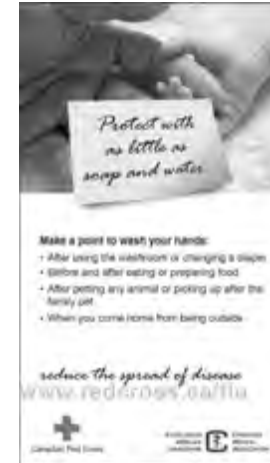 Protect with
as little as
soap and water
Make a point to wash your hands:
• After using the washroom or changing a diaper
• Before and after eating or preparing food
• After petting any animal or picking up after the
family pet
• When you come home from being outside
reduce the spread of disease
www.redcross.ca/flu
Canadian Red Cross